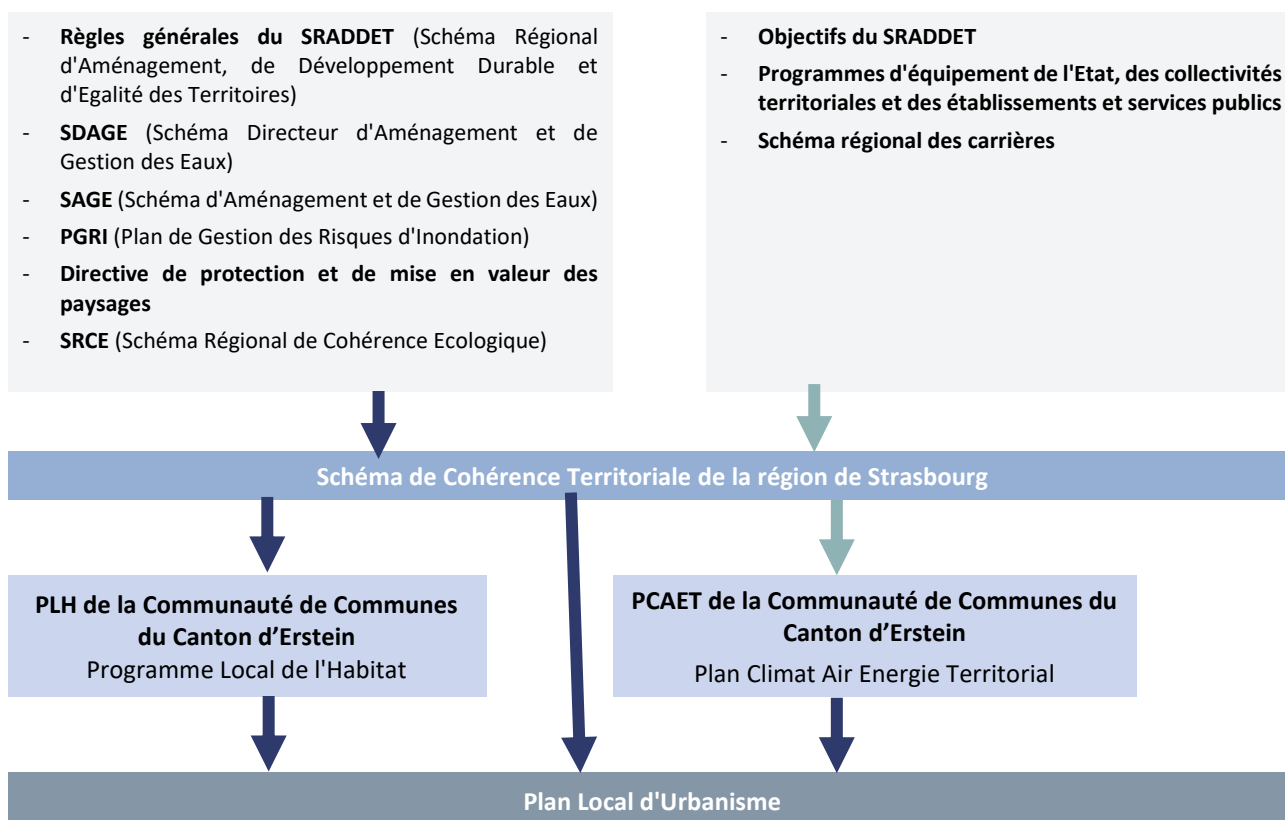 - Règles générales du SRADDET (Schéma Régional
d'Aménagement, de Développement Durable et
d'Egalité des Territoires)
- SDAGE (Schéma Directeur d'Aménagement et de
Gestion des Eaux)
- SAGE (Schéma d'Aménagement et de Gestion des Eaux)
- PGRI (Plan de Gestion des Risques d'Inondation)
- Directive de protection et de mise en valeur des
paysages
- SRCE (Schéma Régional de Cohérence Ecologique)
- Objectifs du SRADDET
- Programmes d'équipement de l'Etat, des collectivités
territoriales et des établissements et services publics
- Schéma régional des carrières
Schéma de Cohérence Territoriale de la région de Strasbourg
PLH de la Communauté de Communes
du Canton d’Erstein
Programme Local de l'Habitat
PCAET de la Communauté de Communes du
Canton d’Erstein
Plan Climat Air Energie Territorial
Plan Local d'Urbanisme